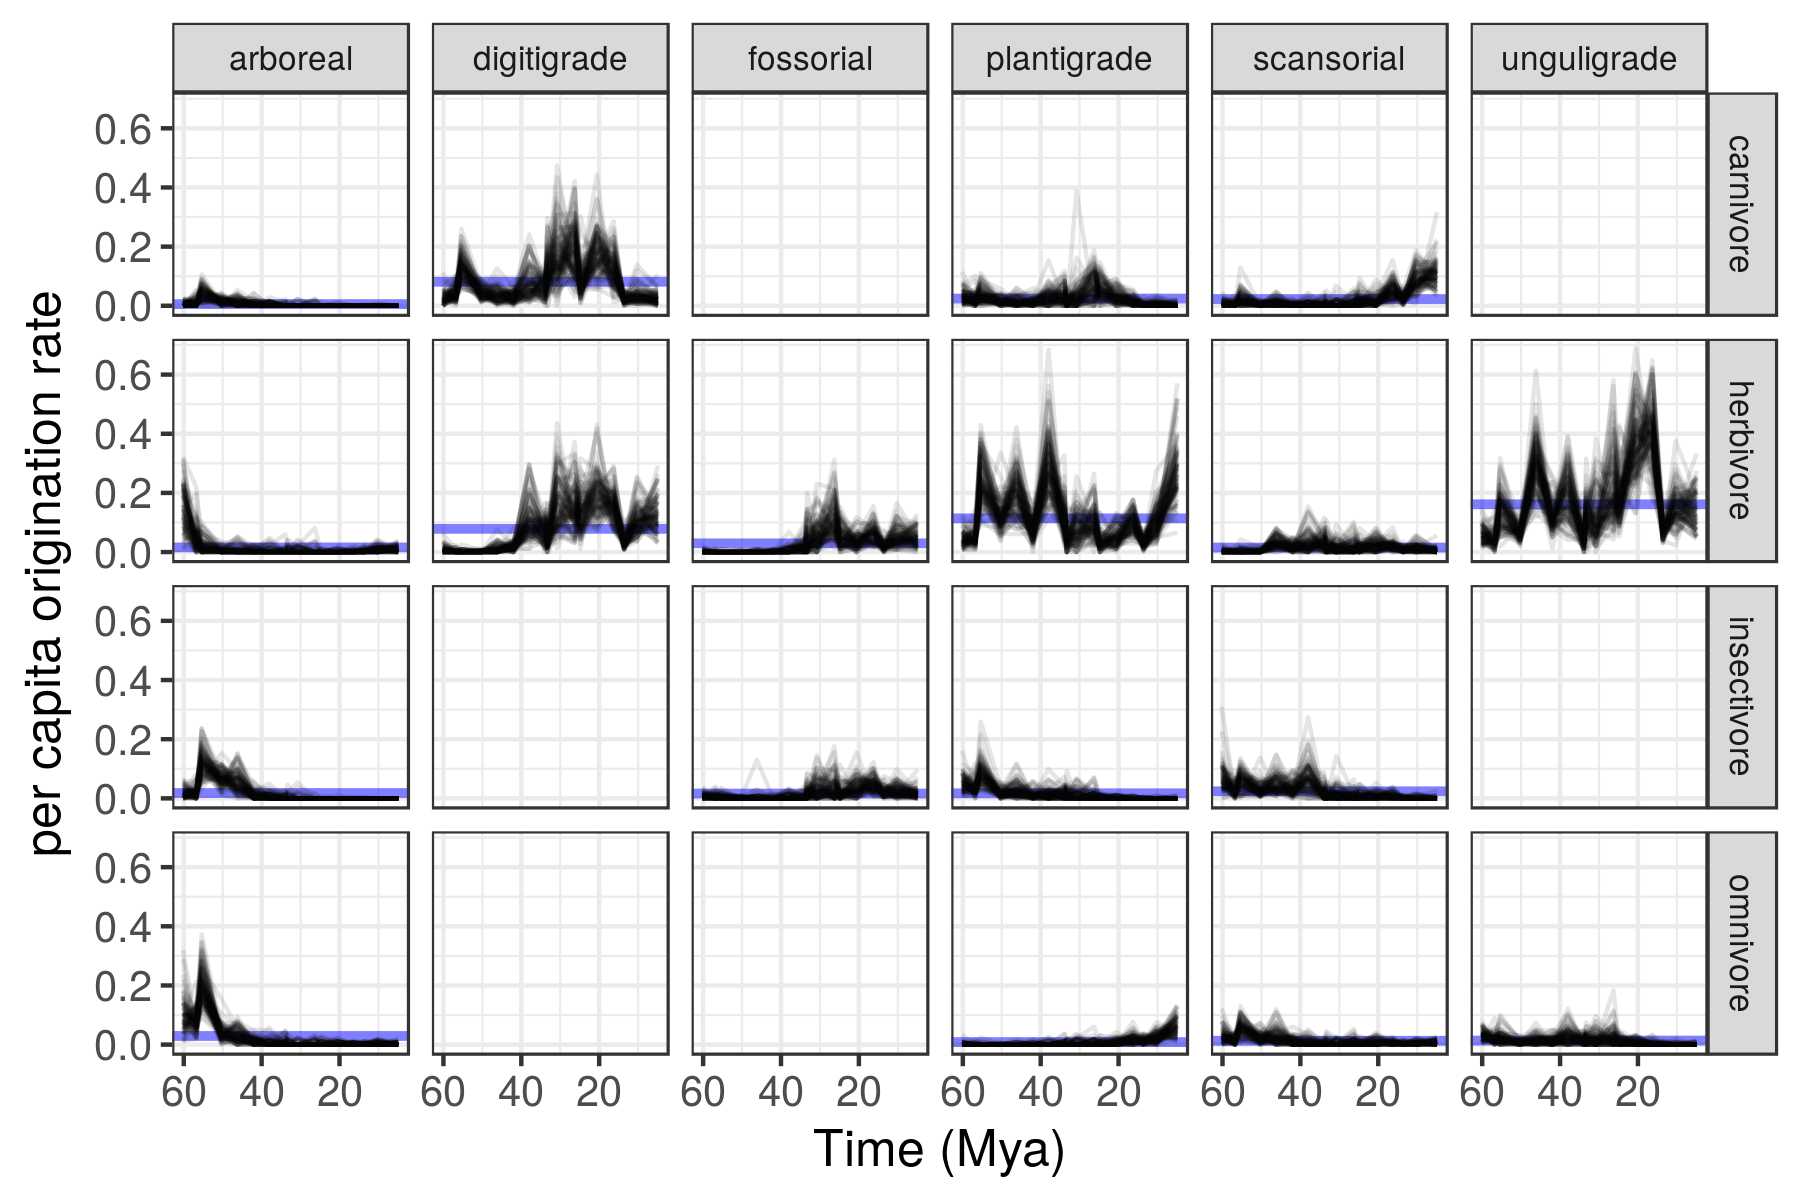 arboreal digitigrade fossorial plantigrade scansorial unguligrade
0.6
0.4
0.2
0.0
carnivore
0.6
0.4
0.2
0.0
herbivore
0.6
0.4
0.2
0.0
insectivore
0.6
0.4
0.2
0.0
omnivore
per capita origination rate
60 40 20 60 40 20 60 40 20 60 40 20 60 40 20 60 40 20
Time (Mya)